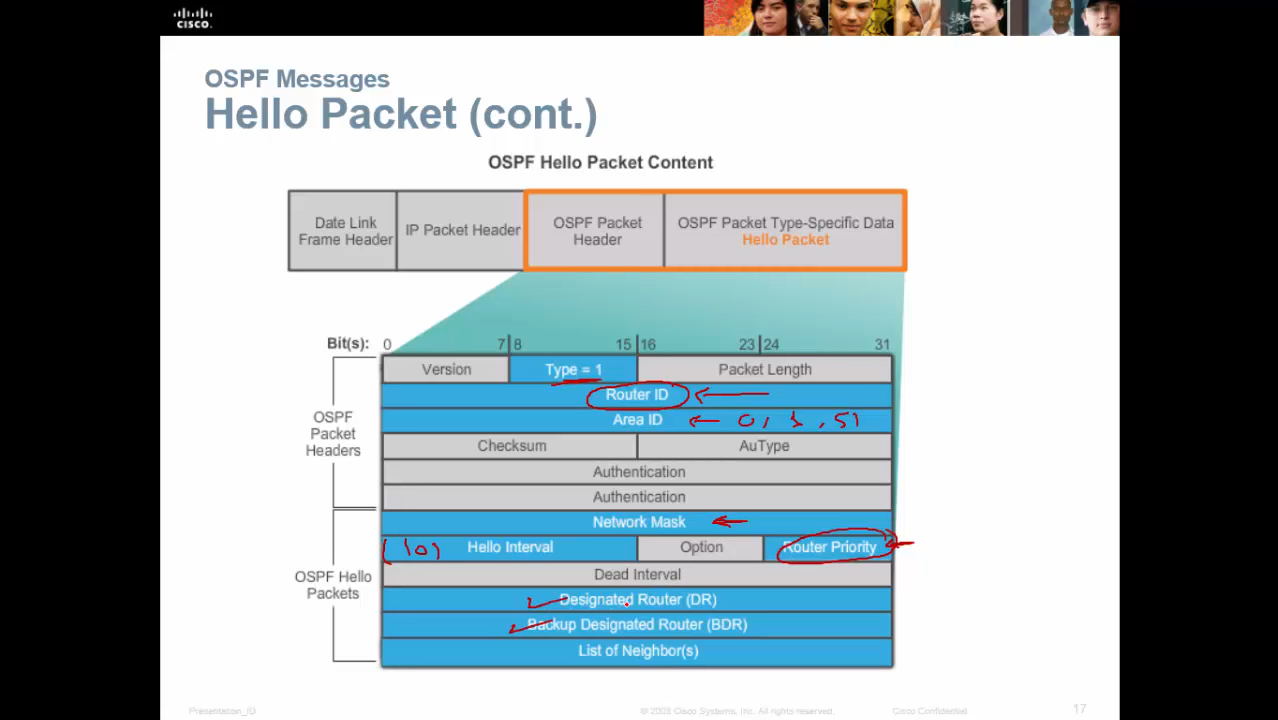 CISCO
OSPF Messages
Hello Packet (cont.)
OSPF Hello Packet Content
Date Link Frame Header
IP Packet Header
OSPF Packet Header
OSPF Packet Type-Specific Data
Hello Packet
Bit(s): 0 7 8 15 16 23 24 31
OSPF Packet Headers
Version Type = 1 Packet Length
Router ID
Area ID 0, 1, 51
Checksum AuType
Authentication
Authentication
OSPF Hello Packets
Network Mask
(10) Hello Interval Option Router Priority
Dead Interval
Designated Router (DR)
Backup Designated Router (BDR)
List of Neighbor(s)
Presentation_ID © 2008 Cisco Systems, Inc. All rights reserved. Cisco Confidential 17